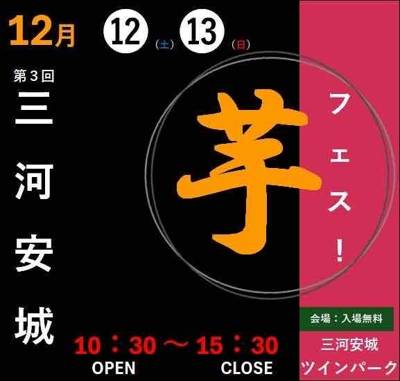 12月
12(土) 13(日)
第3回
三河安城
芋
フェス!
10:30～15:30
OPEN CLOSE
会場:入場無料
三河安城
ツインパーク